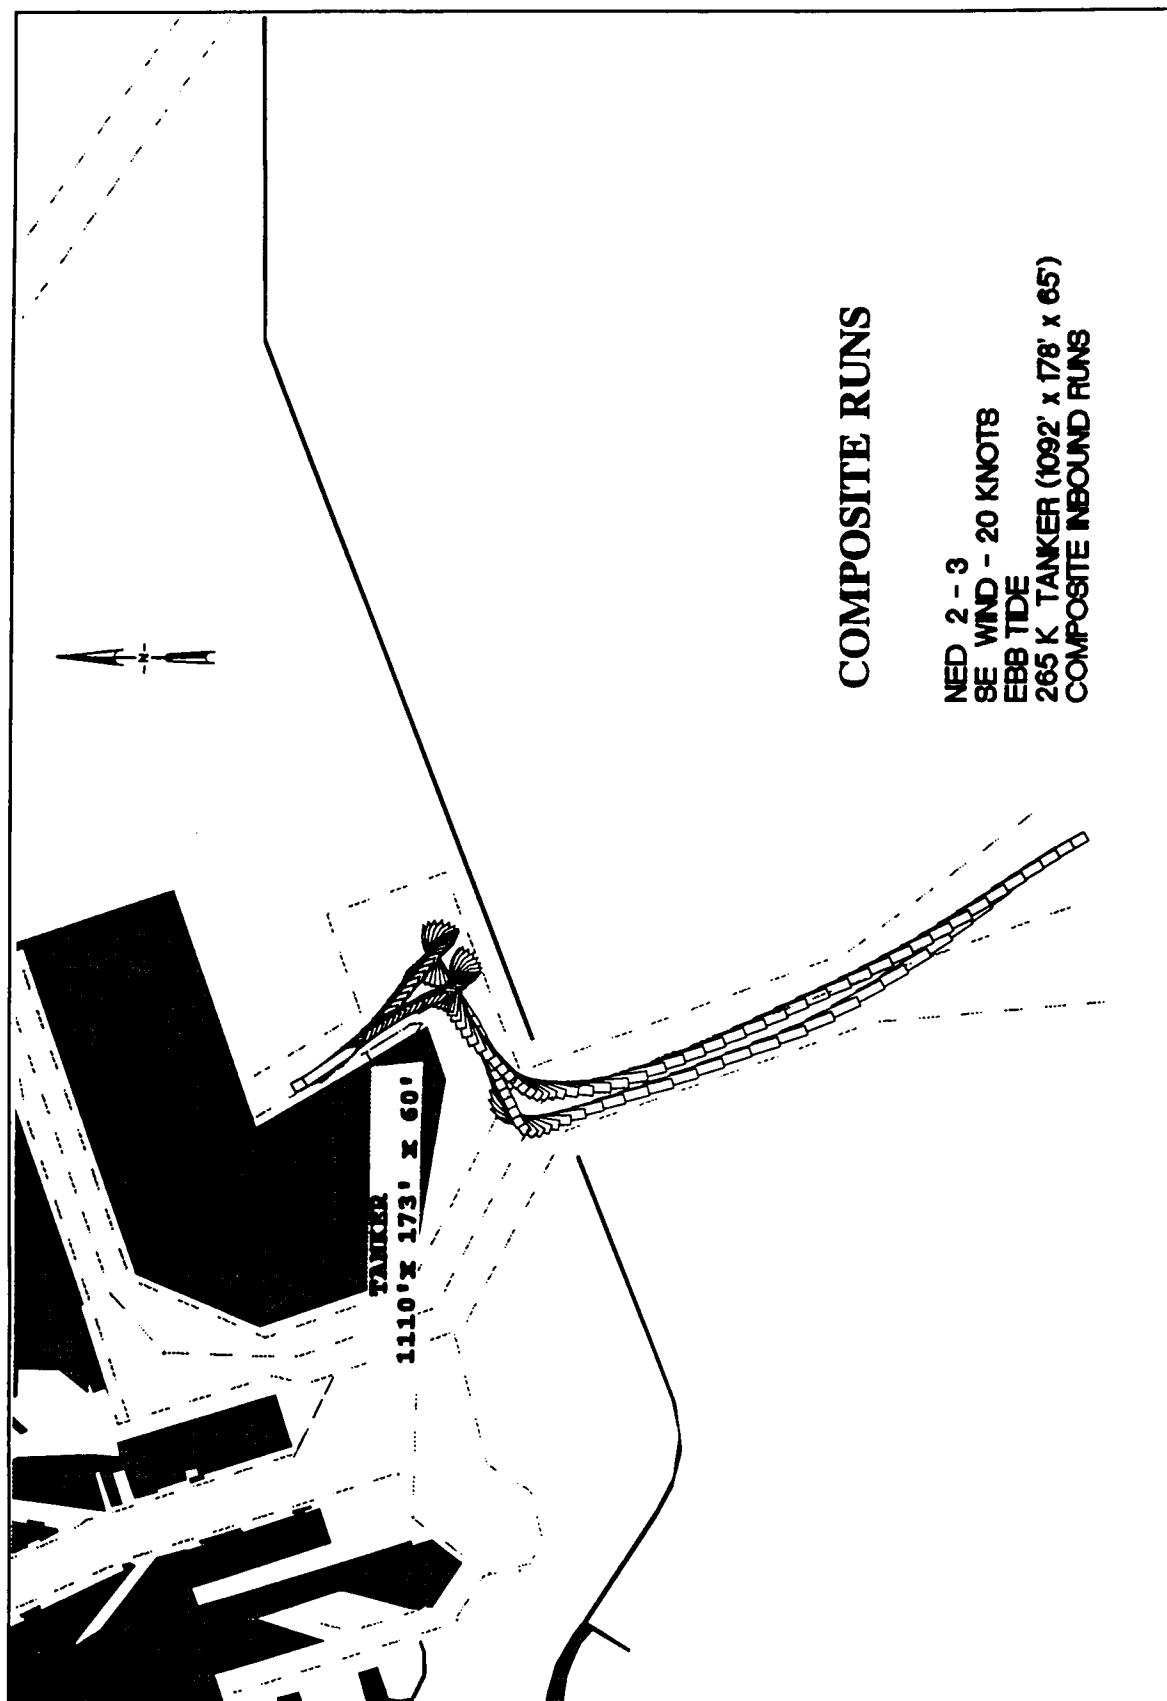 -N-
TANKER
1110'X 173' X 60'
COMPOSITE RUNS
NED 2 - 3
SE WIND - 20 KNOTS
EBB TIDE
265 K TANKER (1092' x 178' x 65')
COMPOSITE INBOUND RUNS